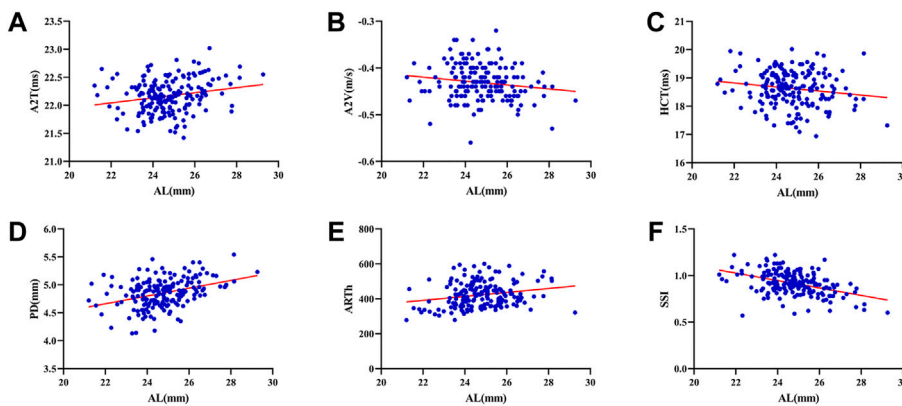 A
A2T(ms)
23.5
23.0
22.5
22.0
21.5
21.0
20 22 24 26 28 30
AL(mm)
B
A2V(m/s)
-0.3
-0.4
-0.5
-0.6
20 22 24 26 28 30
AL(mm)
C
HCT(ms)
21
20
19
18
17
16
20 22 24 26 28 30
AL(mm)
D
PD(mm)
6.0
5.5
5.0
4.5
4.0
3.5
20 22 24 26 28 30
AL(mm)
E
ARTh
800
600
400
200
0
20 22 24 26 28 30
AL(mm)
F
SSI
1.5
1.0
0.5
0.0
20 22 24 26 28 30
AL(mm)